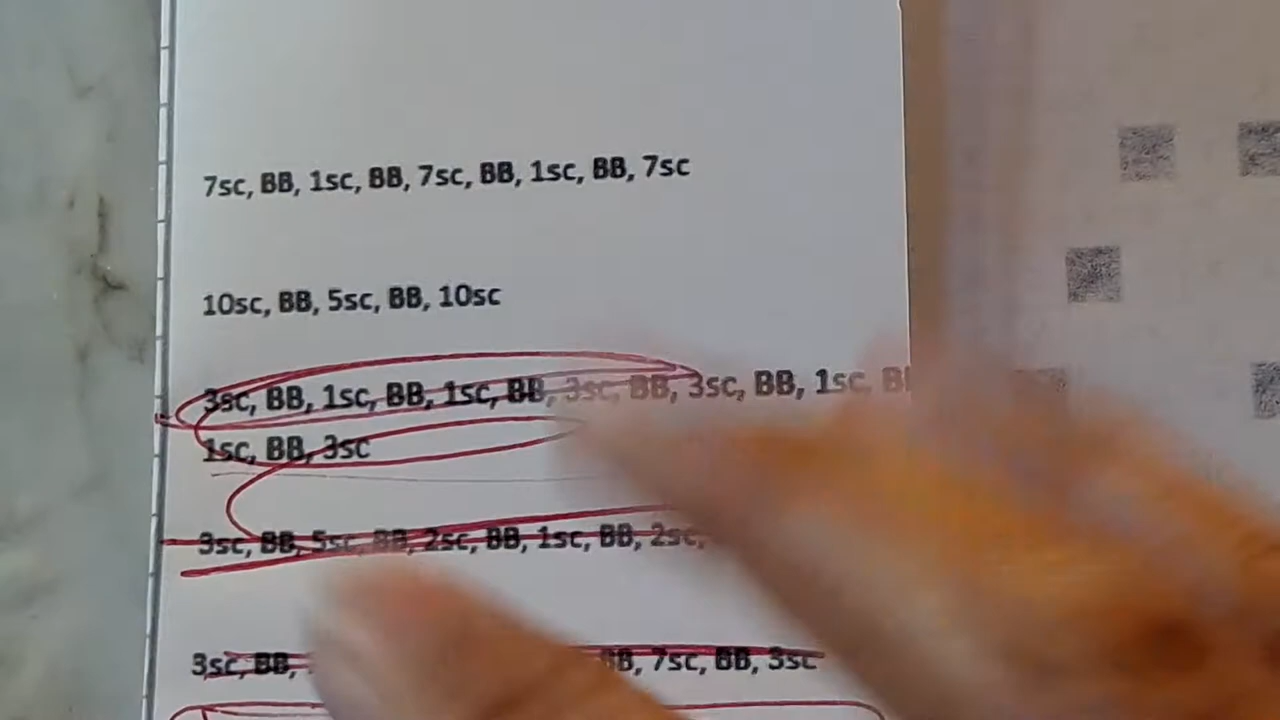 7sc, BB, 1sc, BB, 7sc, BB, 1sc, BB, 7sc
10sc, BB, 5sc, BB, 10sc
3sc, BB, 1sc, BB, 1sc, BB, 3sc, BB, 3sc, BB, 1sc,
1sc, BB, 3sc
3sc, BB, 5sc, BB, 2sc, BB, 1sc, BB, 2sc,
3sc, BB, BB, 7sc, BB, 3sc